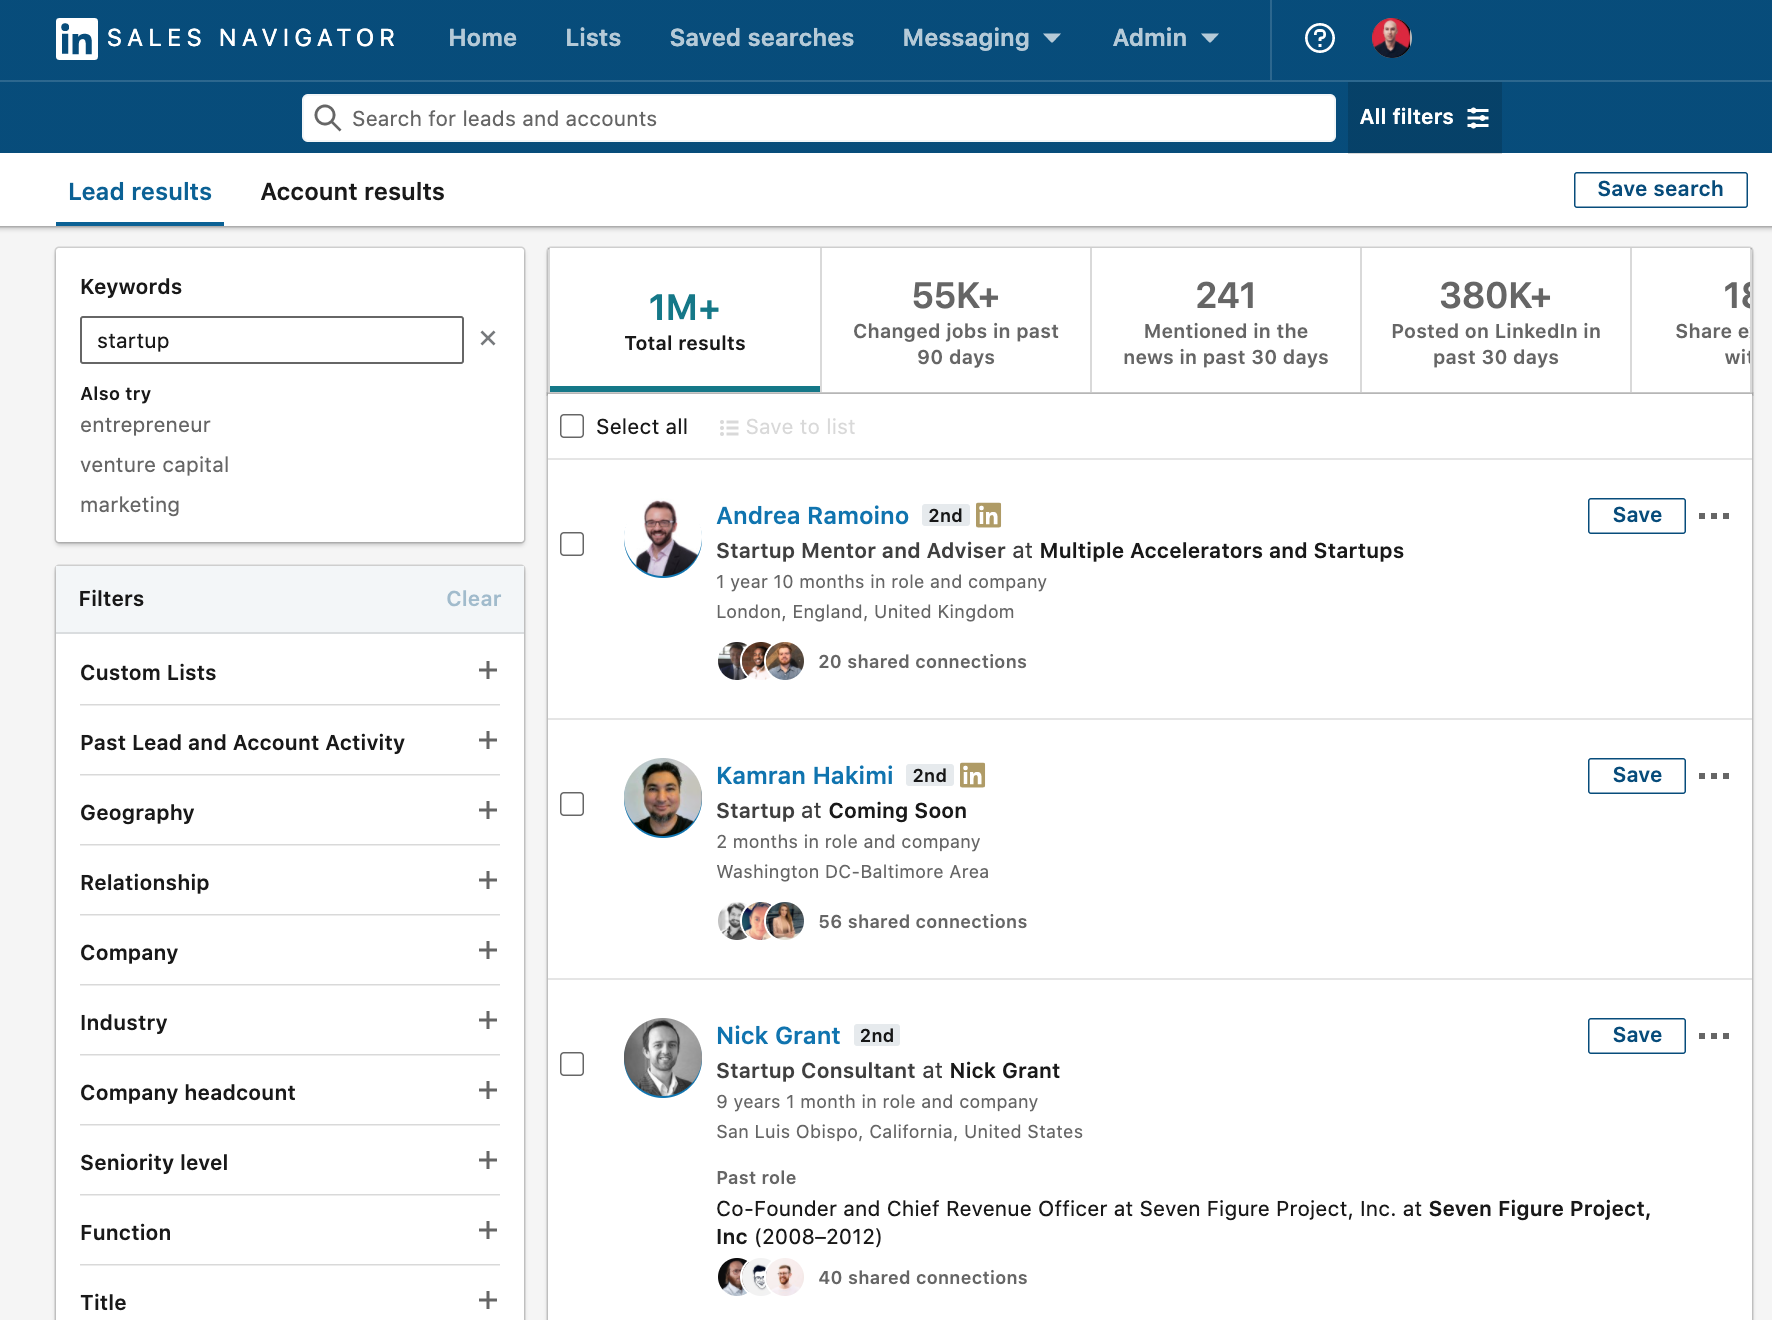 in SALES NAVIGATOR
Home
Lists
Saved searches
Messaging
Admin
?
Search for leads and accounts
All filters
Lead results
Account results
Save search
Keywords
startup
Also try
entrepreneur
venture capital
marketing
Filters
Clear
Custom Lists
Past Lead and Account Activity
Geography
Relationship
Company
Industry
Company headcount
Seniority level
Function
Title
1M+
Total results
55K+
Changed jobs in past
90 days
241
Mentioned in the
news in past 30 days
380K+
Posted on LinkedIn in
past 30 days
Share
Select all
Save to list
Andrea Ramoino 2nd in
Save
Startup Mentor and Adviser at Multiple Accelerators and Startups
1 year 10 months in role and company
London, England, United Kingdom
20 shared connections
Kamran Hakimi 2nd in
Save
Startup at Coming Soon
2 months in role and company
Washington DC-Baltimore Area
56 shared connections
Nick Grant 2nd
Save
Startup Consultant at Nick Grant
9 years 1 month in role and company
San Luis Obispo, California, United States
Past role
Co-Founder and Chief Revenue Officer at Seven Figure Project, Inc. at Seven Figure Project,
Inc (2008–2012)
40 shared connections